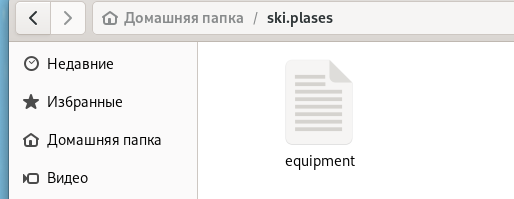 Домашняя папка / ski.plases
Недавние
Избранные
equipment
Домашняя папка
Видео